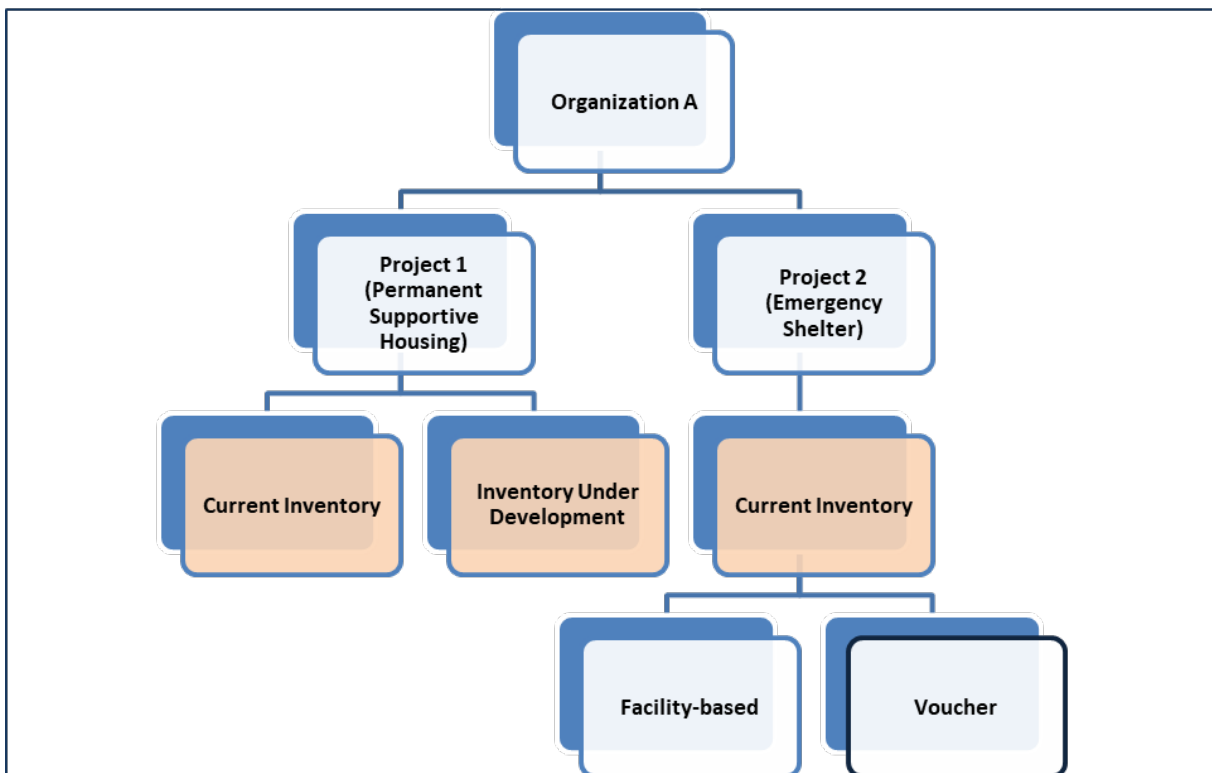 Organization A
Project 1
(Permanent
Supportive
Housing)
Project 2
(Emergency
Shelter)
Current Inventory
Inventory Under
Development
Current Inventory
Facility-based
Voucher